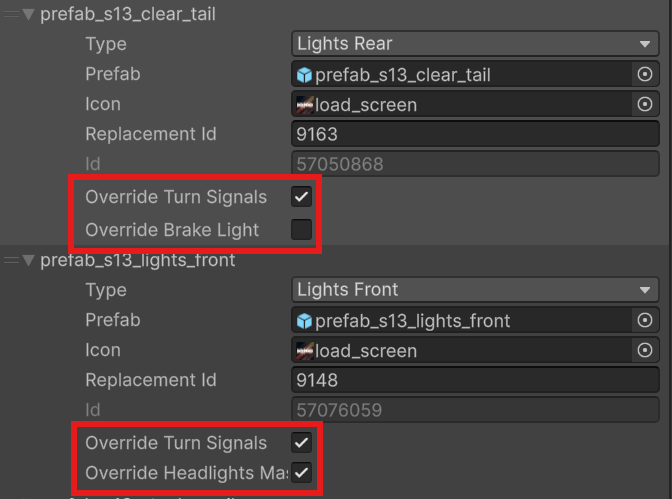 prefab_s13_clear_tail
Type Lights Rear
Prefab prefab_s13_clear_tail
Icon load_screen
Replacement Id 9163
Id 57050868
Override Turn Signals
Override Brake Light
prefab_s13_lights_front
Type Lights Front
Prefab prefab_s13_lights_front
Icon load_screen
Replacement Id 9148
Id 57076059
Override Turn Signals
Override Headlights Mas